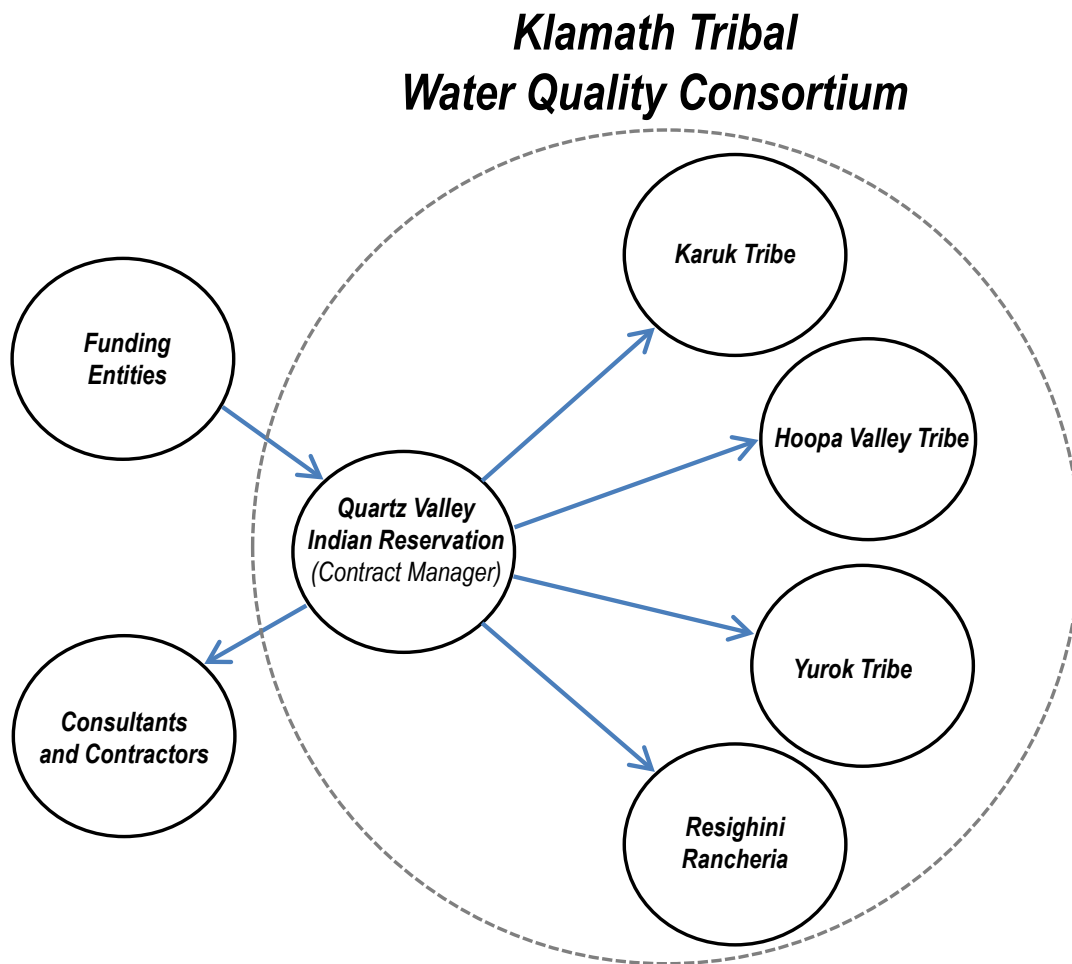 Klamath Tribal
Water Quality Consortium
Karuk Tribe
Funding
Entities
Hoopa Valley Tribe
Quartz Valley
Indian Reservation
(Contract Manager)
Yurok Tribe
Consultants
and Contractors
Resighini
Rancheria